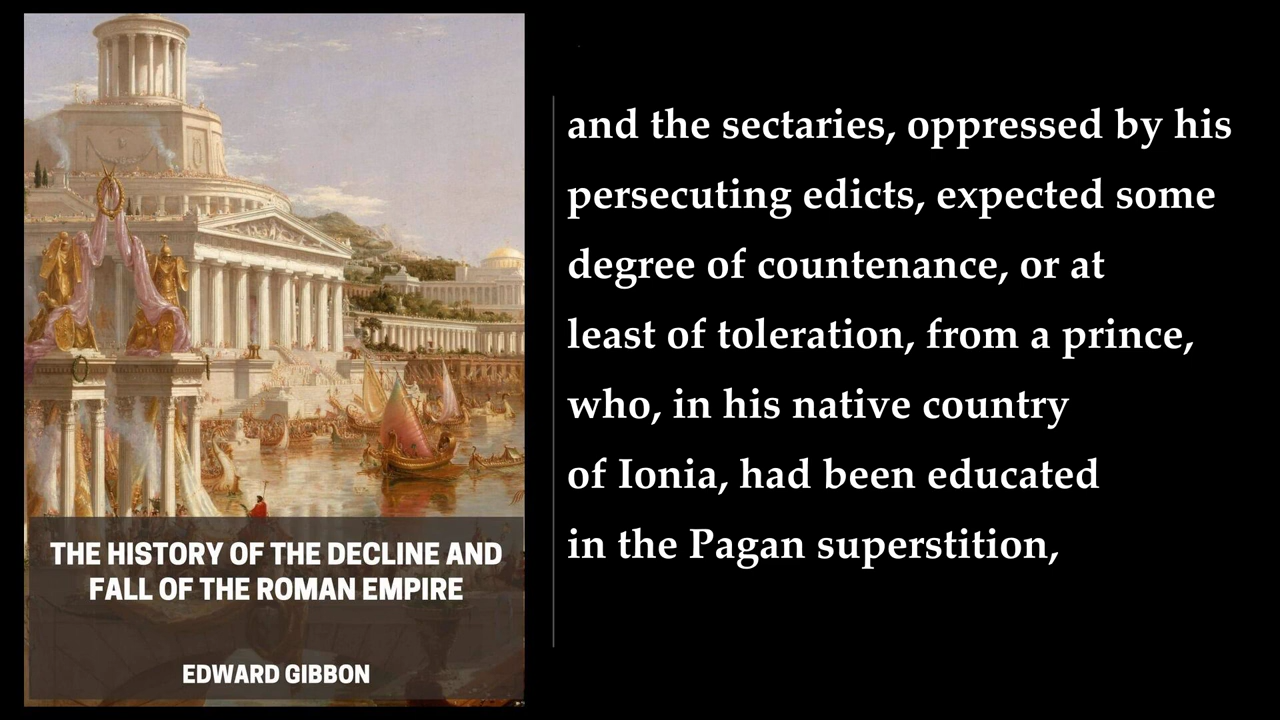 THE HISTORY OF THE DECLINE AND
FALL OF THE ROMAN EMPIRE
EDWARD GIBBON
and the sectaries, oppressed by his
persecuting edicts, expected some
degree of countenance, or at
least of toleration, from a prince,
who, in his native country
of Ionia, had been educated
in the Pagan superstition,